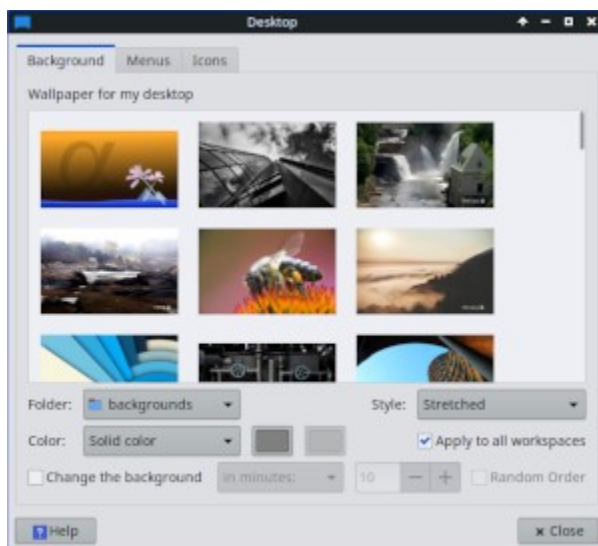 Desktop
Background Menus Icons
Wallpaper for my desktop
α
Folder: backgrounds Style: Stretched
Color: Solid color Apply to all workspaces
Change the background in minutes: 10 Random Order
Help Close